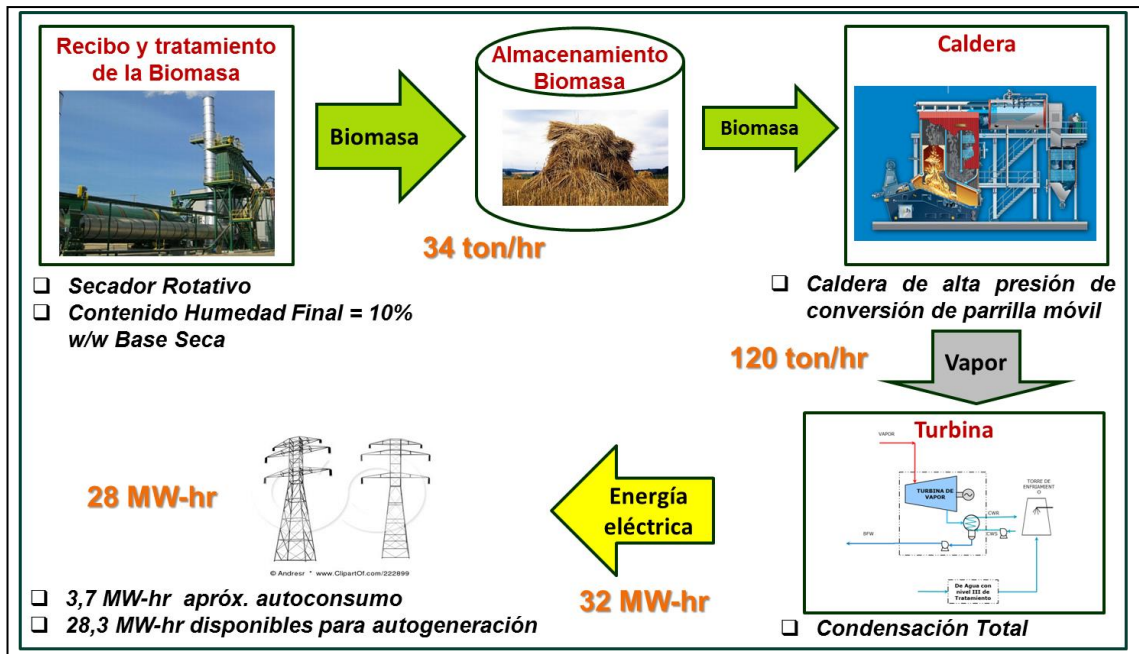 Recibo y tratamiento
de la Biomasa
Biomasa
Almacenamiento
Biomasa
Biomasa
Caldera
34 ton/hr
❑ Secador Rotativo
❑ Contenido Humedad Final = 10%
w/w Base Seca
❑ Caldera de alta presión de
conversión de parrilla móvil
120 ton/hr
Vapor
Turbina
VAPOR
TURBINA DE
VAPOR
TORRE DE
ENFRIAMIENT
O
CWR
CWS
BFW
De Agua con
nivel III de
Tratamiento
❑ Condensación Total
Energía
eléctrica
32 MW-hr
28 MW-hr
© Andresr * www.ClipartOf.com/222899
❑ 3,7 MW-hr apróx. autoconsumo
❑ 28,3 MW-hr disponibles para autogeneración